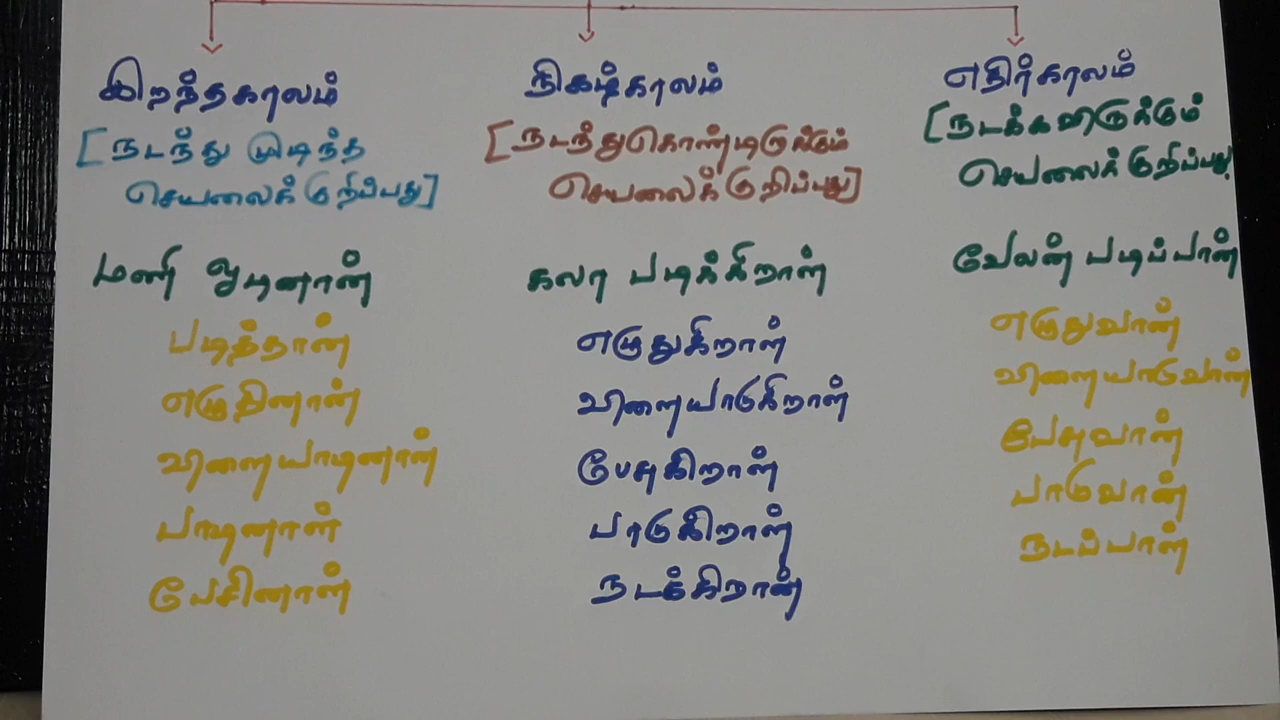 இறந்தகாலம்
[நடந்து முடிந்த
செயலைக் குறிப்பது]
மணி ஓடினான்
படித்தான்
எழுதினான்
விளையாடினான்
பாடினாள்
பேசினாள்
நிகழ்காலம்
[நடந்துகொண்டிருக்கும்
செயலைக் குறிப்பது]
கலா படிக்கிறாள்
எழுதுகிறாள்
விளையாடுகிறாள்
பேசுகிறாள்
பாடுகிறாள்
நடக்கிறாள்
எதிர்காலம்
[நடக்கவிருக்கும்
செயலைக் குறிப்பது
வேலன் படிப்பான்
எழுதுவான்
விளையாடுவான்
பேசுவான்
பாடுவான்
நடப்பாள்